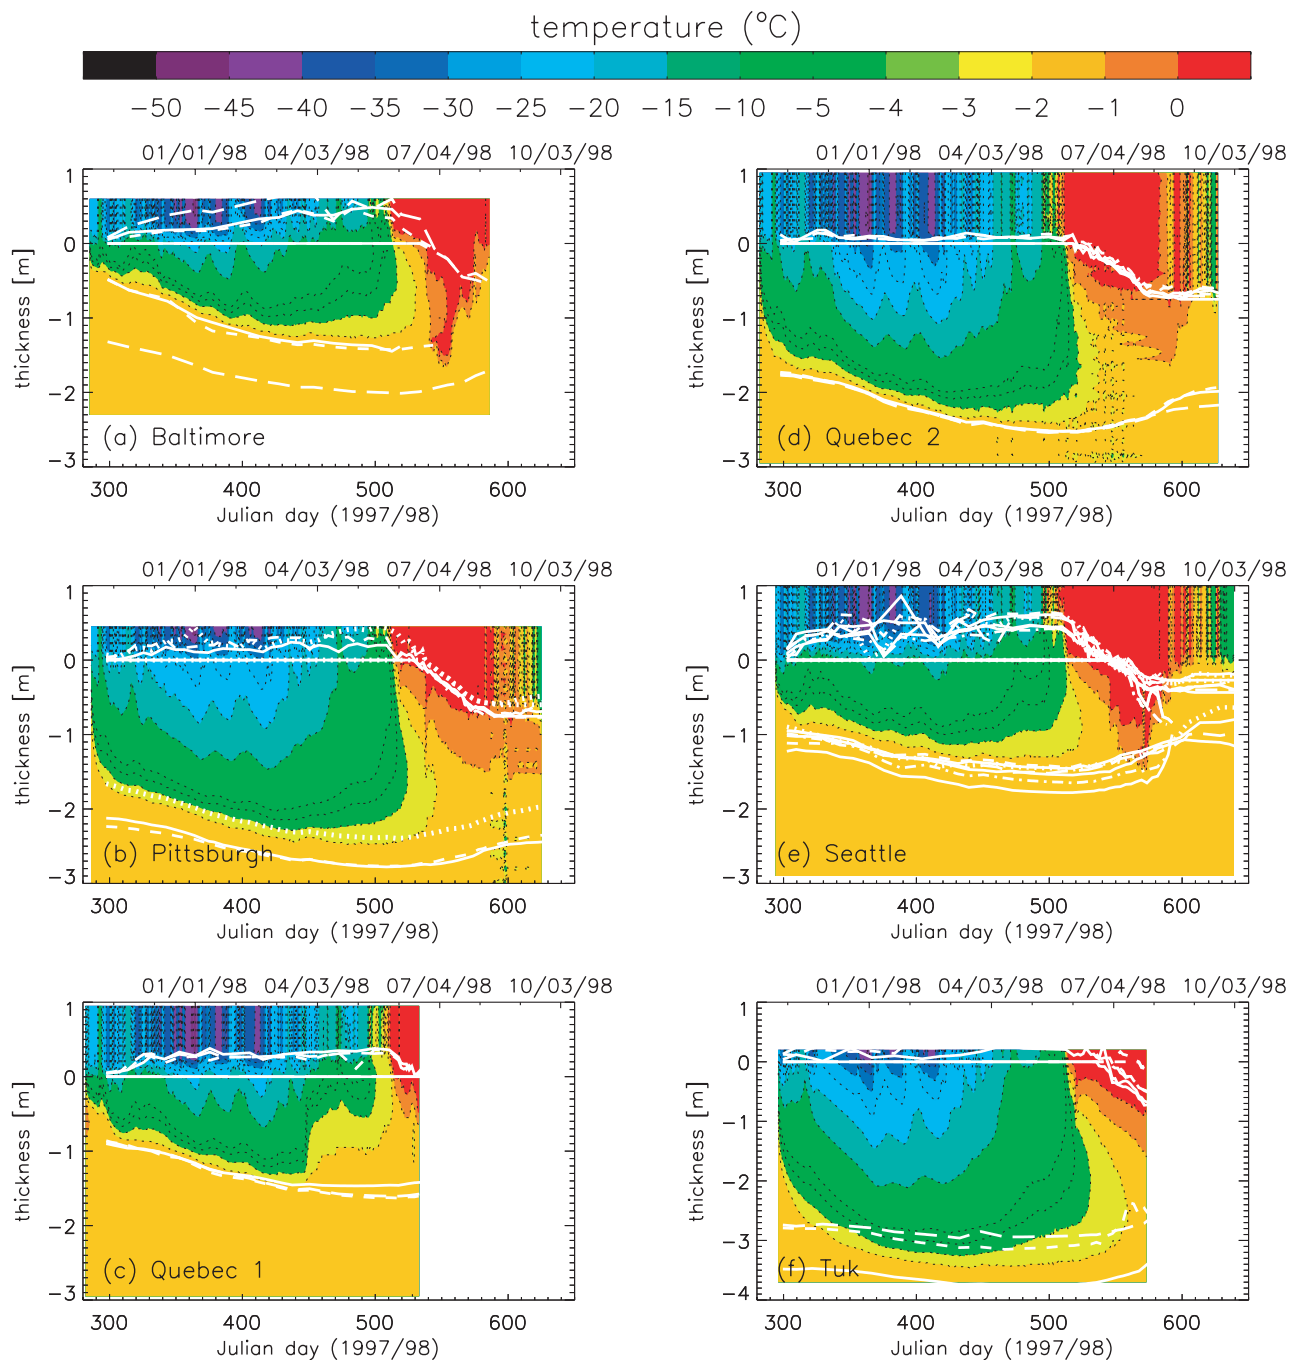 temperature (°C)
−50 −45 −40 −35 −30 −25 −20 −15 −10 −5 −4 −3 −2 −1 0
01/01/98 04/03/98 07/04/98 10/03/98
1
0
−1
−2
−3
thickness [m]
(a) Baltimore
300 400 500 600
Julian day (1997/98)
01/01/98 04/03/98 07/04/98 10/03/98
1
0
−1
−2
−3
thickness [m]
(d) Quebec 2
300 400 500 600
Julian day (1997/98)
01/01/98 04/03/98 07/04/98 10/03/98
1
0
−1
−2
−3
thickness [m]
(b) Pittsburgh
300 400 500 600
Julian day (1997/98)
01/01/98 04/03/98 07/04/98 10/03/98
1
0
−1
−2
−3
thickness [m]
(e) Seattle
300 400 500 600
Julian day (1997/98)
01/01/98 04/03/98 07/04/98 10/03/98
1
0
−1
−2
−3
thickness [m]
(c) Quebec 1
300 400 500 600
Julian day (1997/98)
01/01/98 04/03/98 07/04/98 10/03/98
1
0
−1
−2
−3
−4
thickness [m]
(f) Tuk
300 400 500 600
Julian day (1997/98)